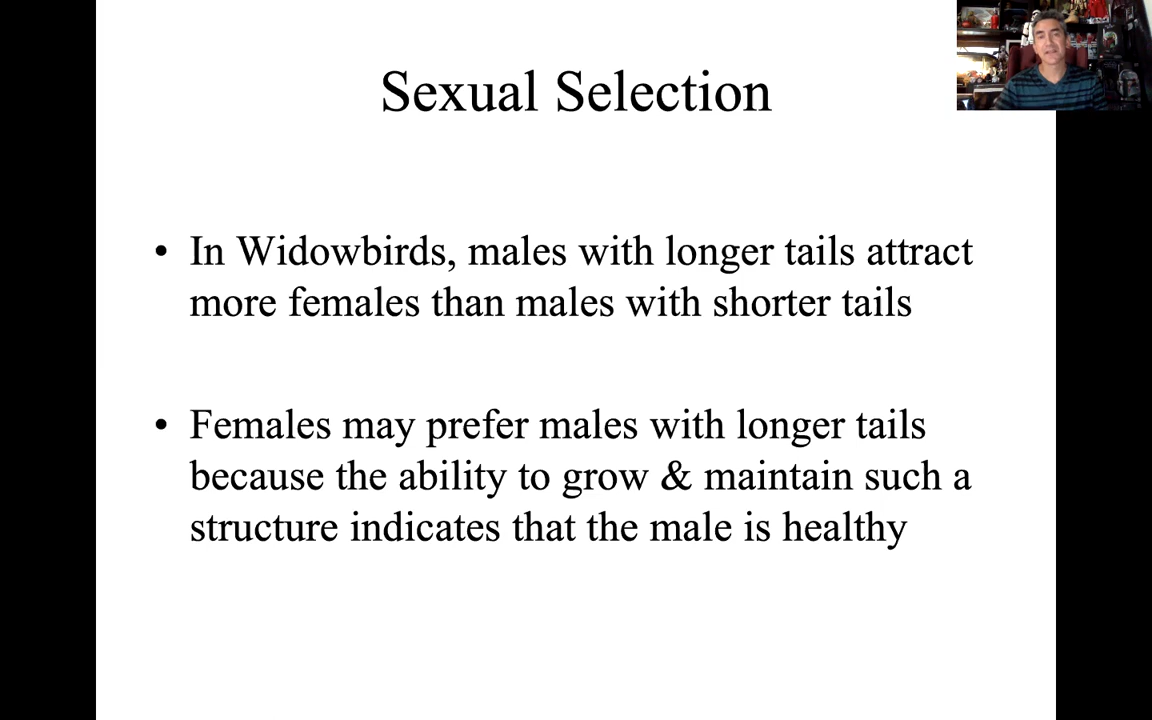 Sexual Selection
• In Widowbirds, males with longer tails attract
more females than males with shorter tails
• Females may prefer males with longer tails
because the ability to grow & maintain such a
structure indicates that the male is healthy